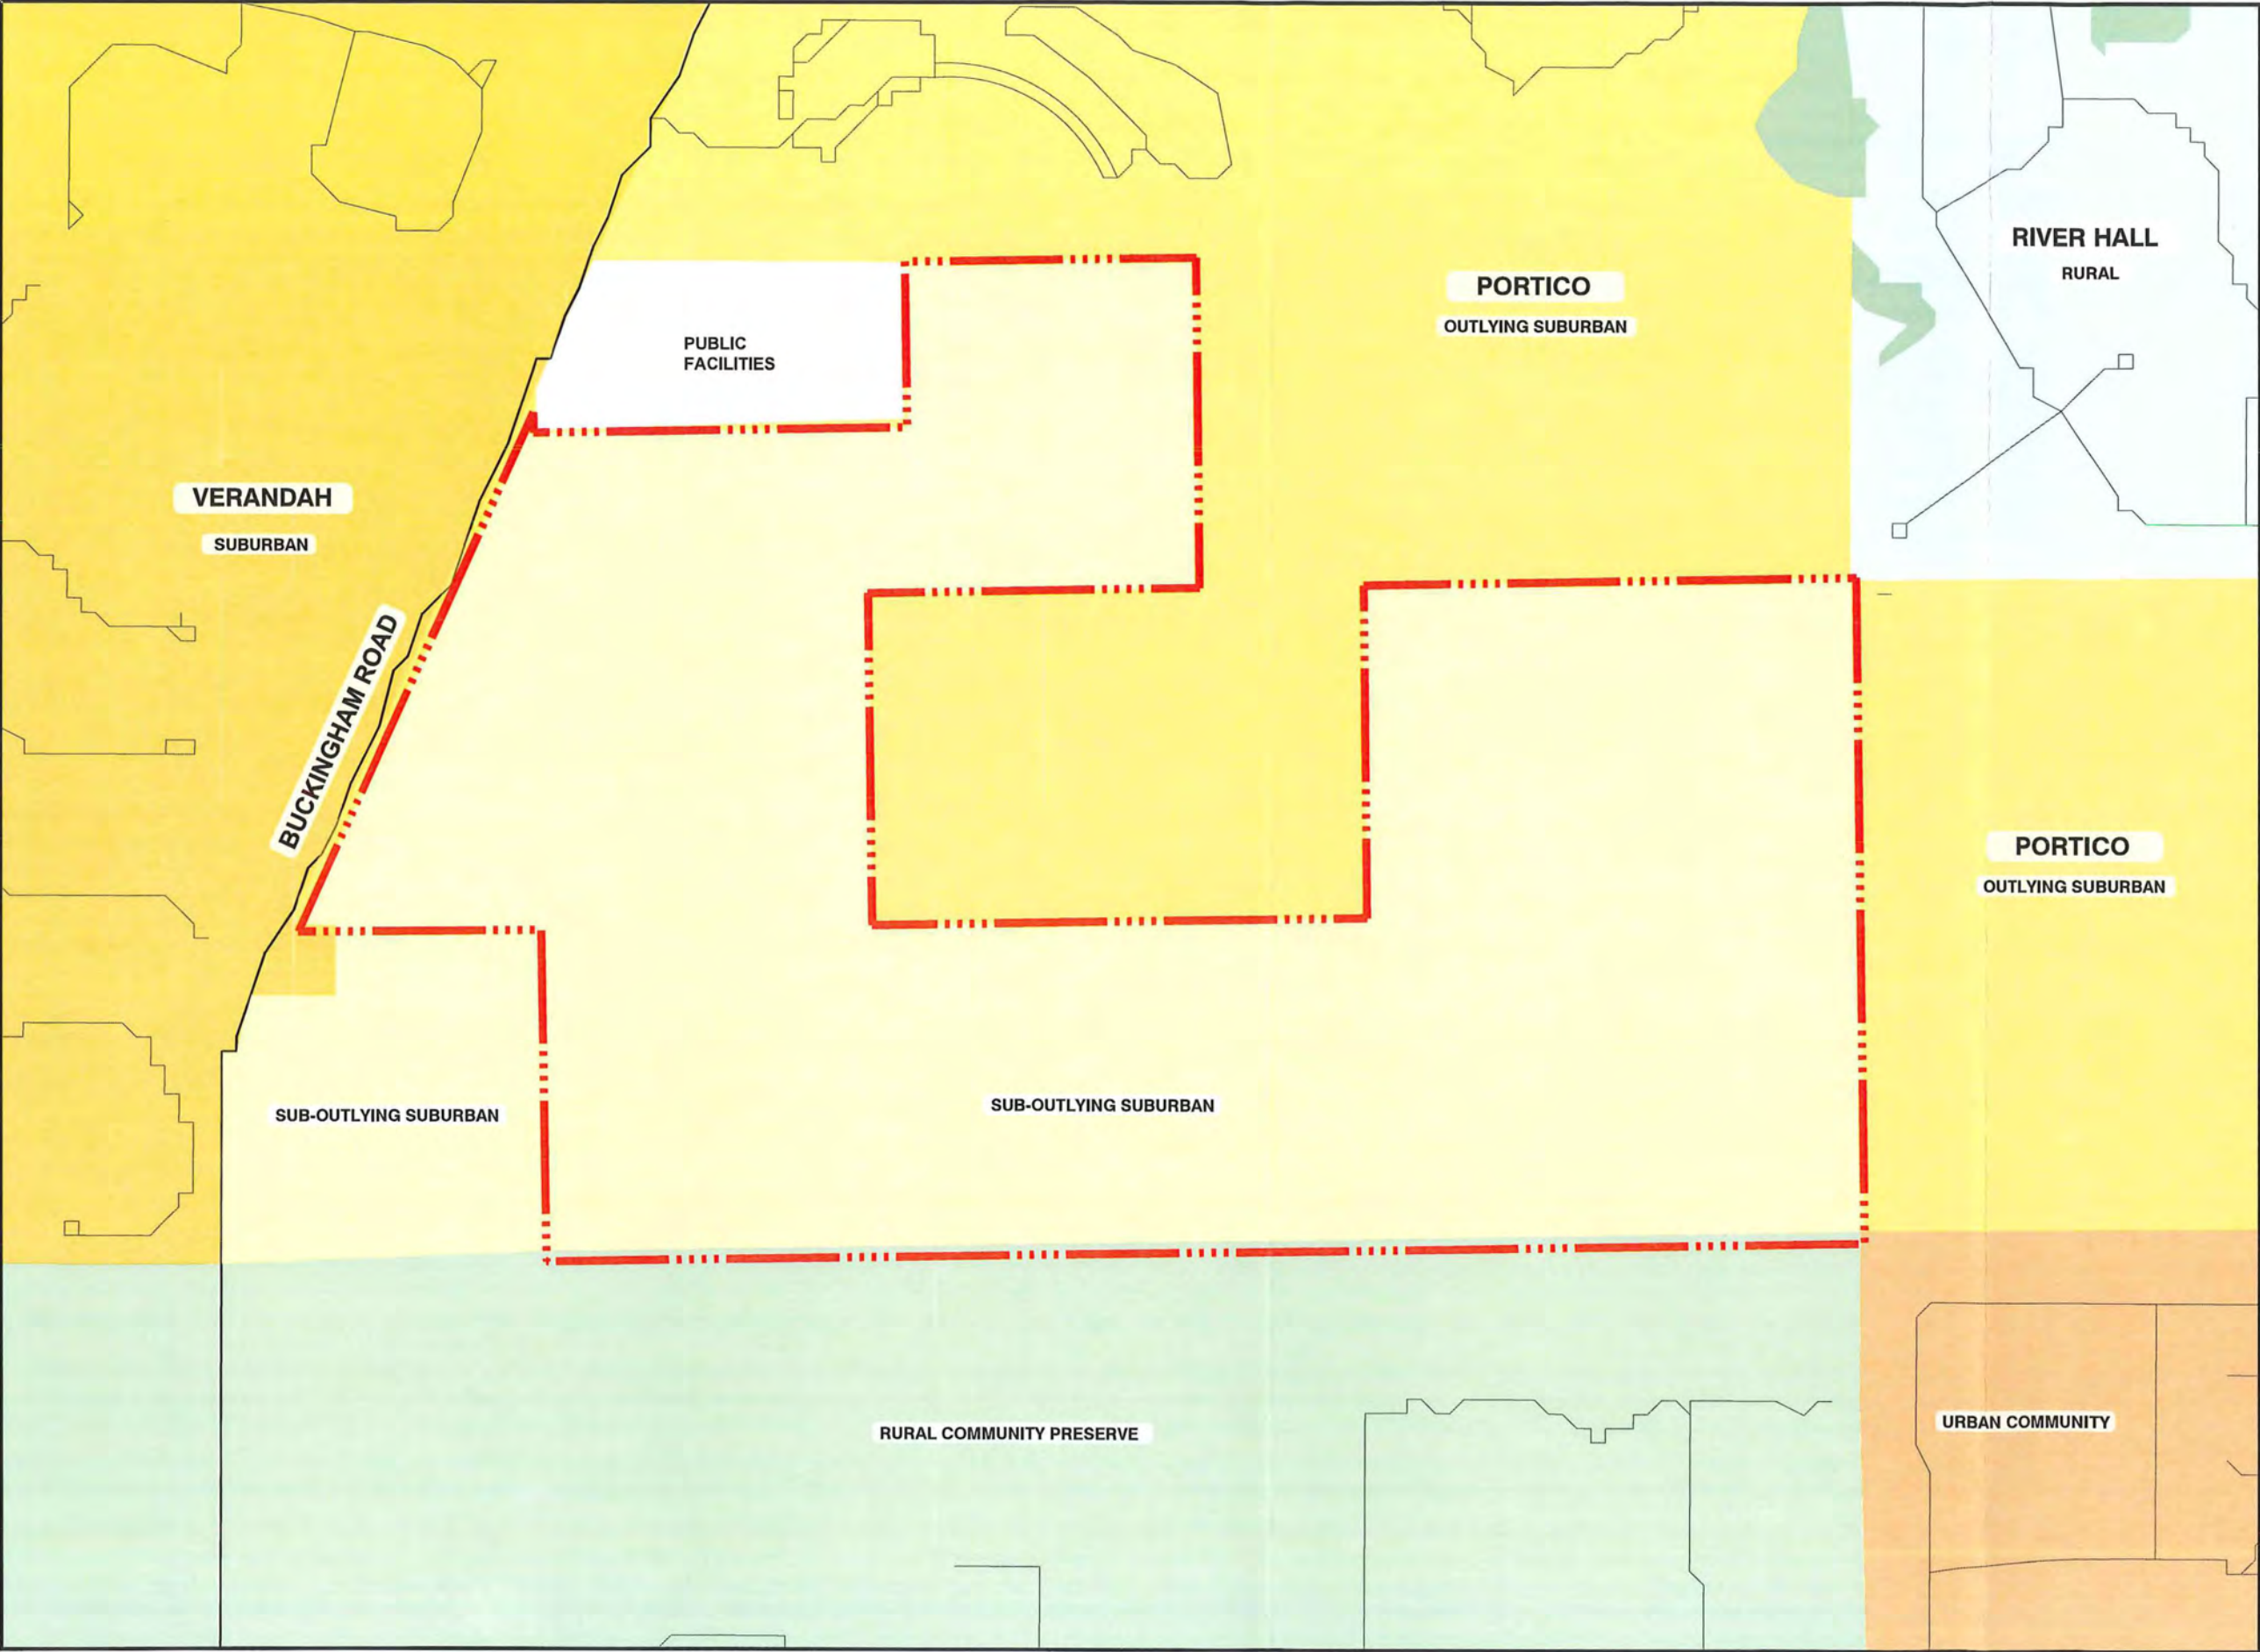 RIVER HALL
RURAL
PORTICO
OUTLYING SUBURBAN
PUBLIC
FACILITIES
VERANDAH
SUBURBAN
BUCKINGHAM ROAD
PORTICO
OUTLYING SUBURBAN
SUB-OUTLYING SUBURBAN
SUB-OUTLYING SUBURBAN
RURAL COMMUNITY PRESERVE
URBAN COMMUNITY